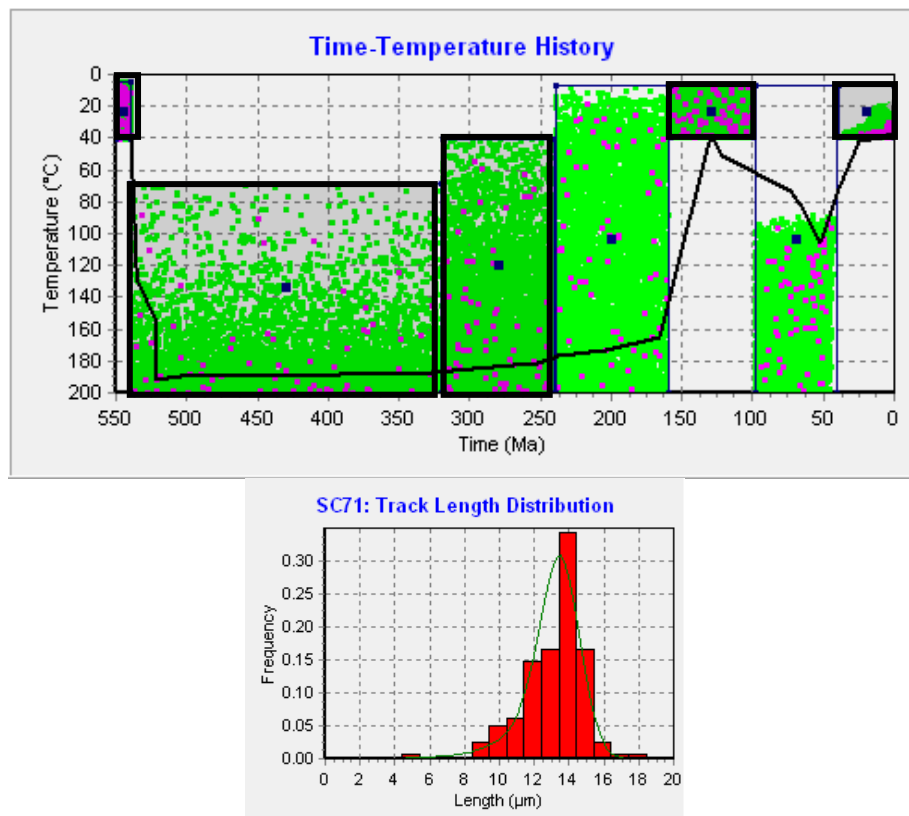 Time-Temperature History
Temperature (°C)
0
20
40
60
80
100
120
140
160
180
200
550 500 450 400 350 300 250 200 150 100 50 0
Time (Ma)
SC71: Track Length Distribution
Frequency
0.30
0.25
0.20
0.15
0.10
0.05
0.00
0 2 4 6 8 10 12 14 16 18 20
Length (µm)